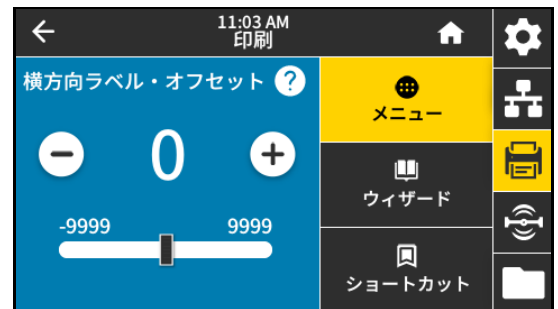 11:03 AM
印刷
横方向ラベル・オフセット ?
メニュー
− 0 +
ウィザード
-9999 9999
ショートカット